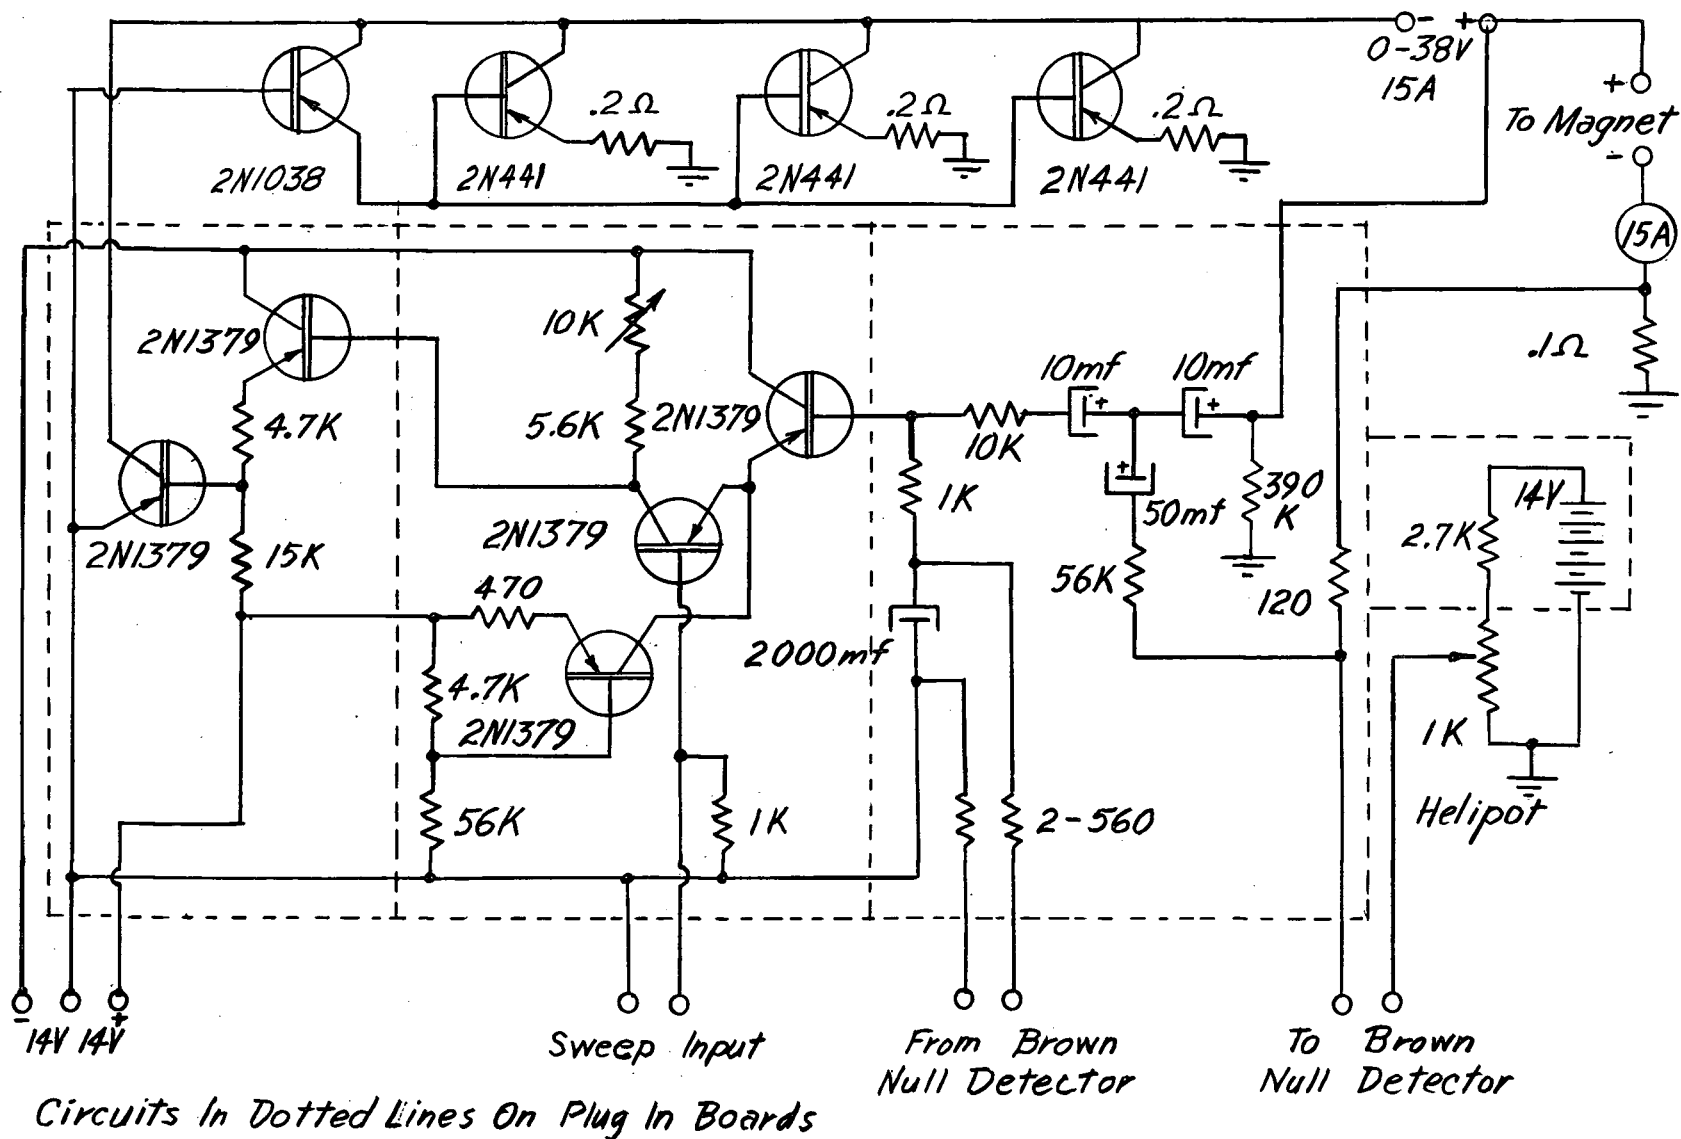 - +
0-38V
15A
+
To Magnet
-
15A
.2Ω
.2Ω
.2Ω
2N1038
2N441
2N441
2N441
2N1379
10K
10mf
10mf
.1Ω
4.7K
5.6K
2N1379
10K
1K
+
+
+
50mf
390
K
14V
2.7K
2N1379
15K
2N1379
470
56K
120
2000mf
4.7K
2N1379
1K
56K
1K
2-560
Helipot
- +
14V 14V
Sweep Input
From Brown
Null Detector
To Brown
Null Detector
Circuits In Dotted Lines On Plug In Boards